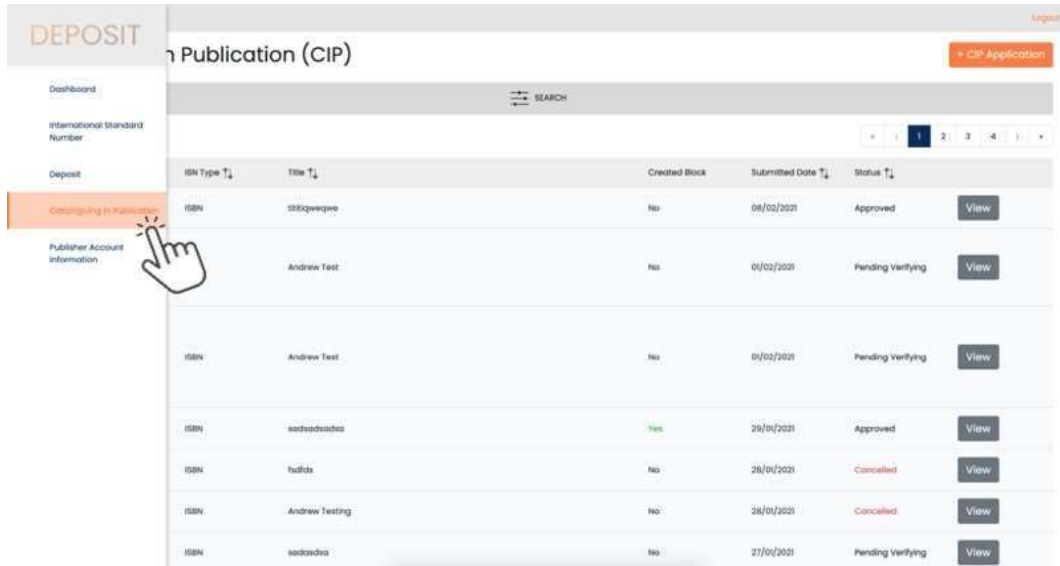 Logout
DEPOSIT
n Publication (CIP)
+ CIP Application
Dashboard
SEARCH
International Standard
Number
« ‹ 1 2 3 4 › »
Deposit
ISN Type Title Created Block Submitted Date Status
Cataloguing in Publication
ISBN tititiqweqwe No 08/02/2021 Approved View
Publisher Account
Information
Andrew Test No 01/02/2021 Pending Verifying View
ISBN Andrew Test No 01/02/2021 Pending Verifying View
ISBN sadsadsadsa Yes 29/01/2021 Approved View
ISBN fsdfds No 28/01/2021 Cancelled View
ISBN Andrew Testing No 28/01/2021 Cancelled View
ISBN sadasdsa No 27/01/2021 Pending Verifying View